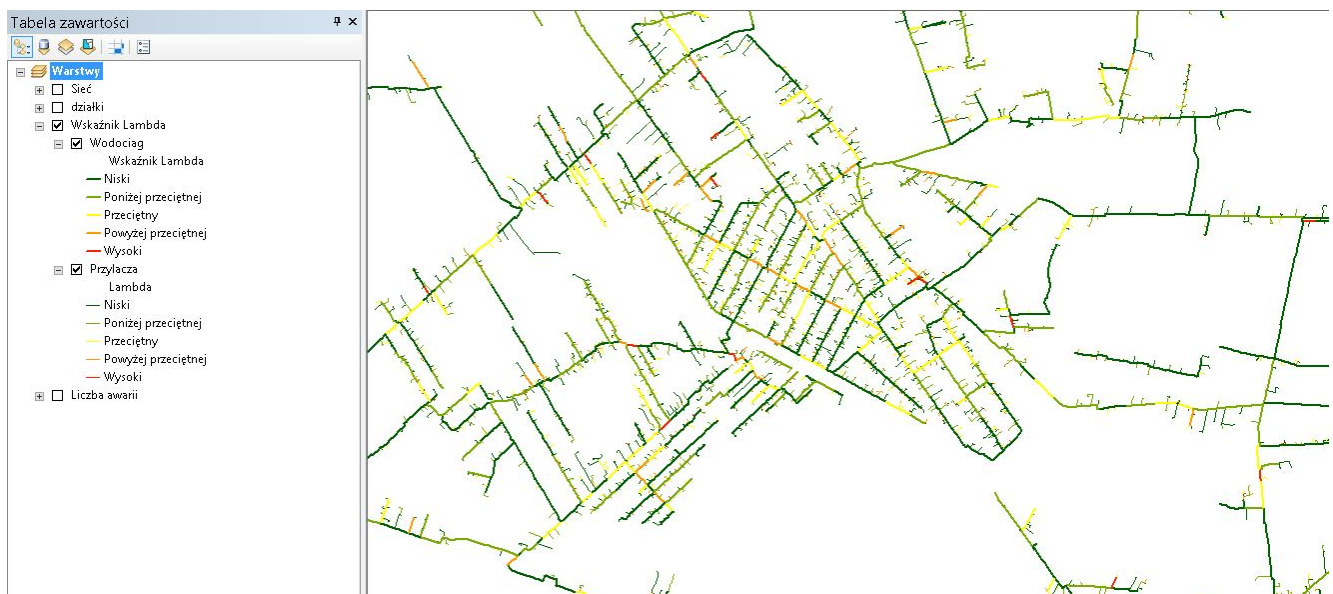 Tabela zawartości
Warstwy
Sieć
działki
Wskaźnik Lambda
Wodociag
Wskaźnik Lambda
Niski
Poniżej przeciętnej
Przeciętny
Powyżej przeciętnej
Wysoki
Przylacza
Lambda
Niski
Poniżej przeciętnej
Przeciętny
Powyżej przeciętnej
Wysoki
Liczba awarii